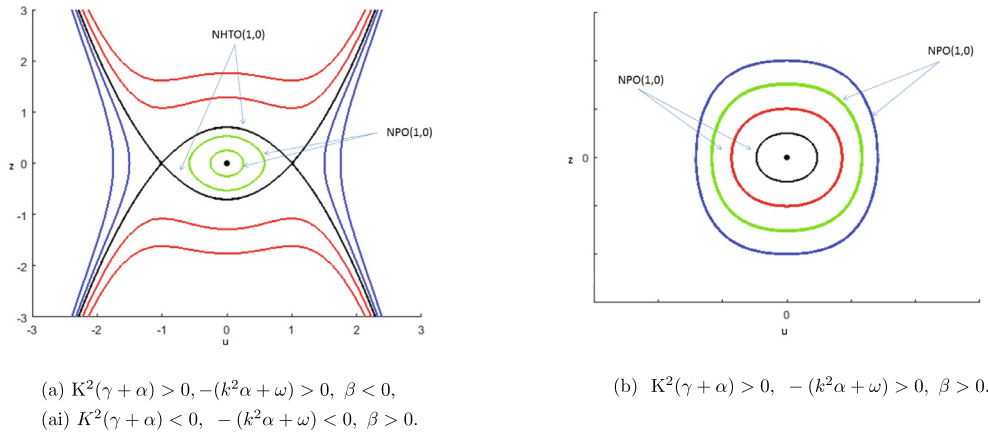 NHTO(1,0)
NPO(1,0)
3
2
1
z 0
-1
-2
-3
-3 -2 -1 0 1 2 3
u
NPO(1,0)
NPO(1,0)
z 0
0
u
(a) K²(γ + α) > 0, −(k²α + ω) > 0, β < 0,
(ai) K²(γ + α) < 0, − (k²α + ω) < 0, β > 0.
(b) K²(γ + α) > 0, − (k²α + ω) > 0, β > 0.